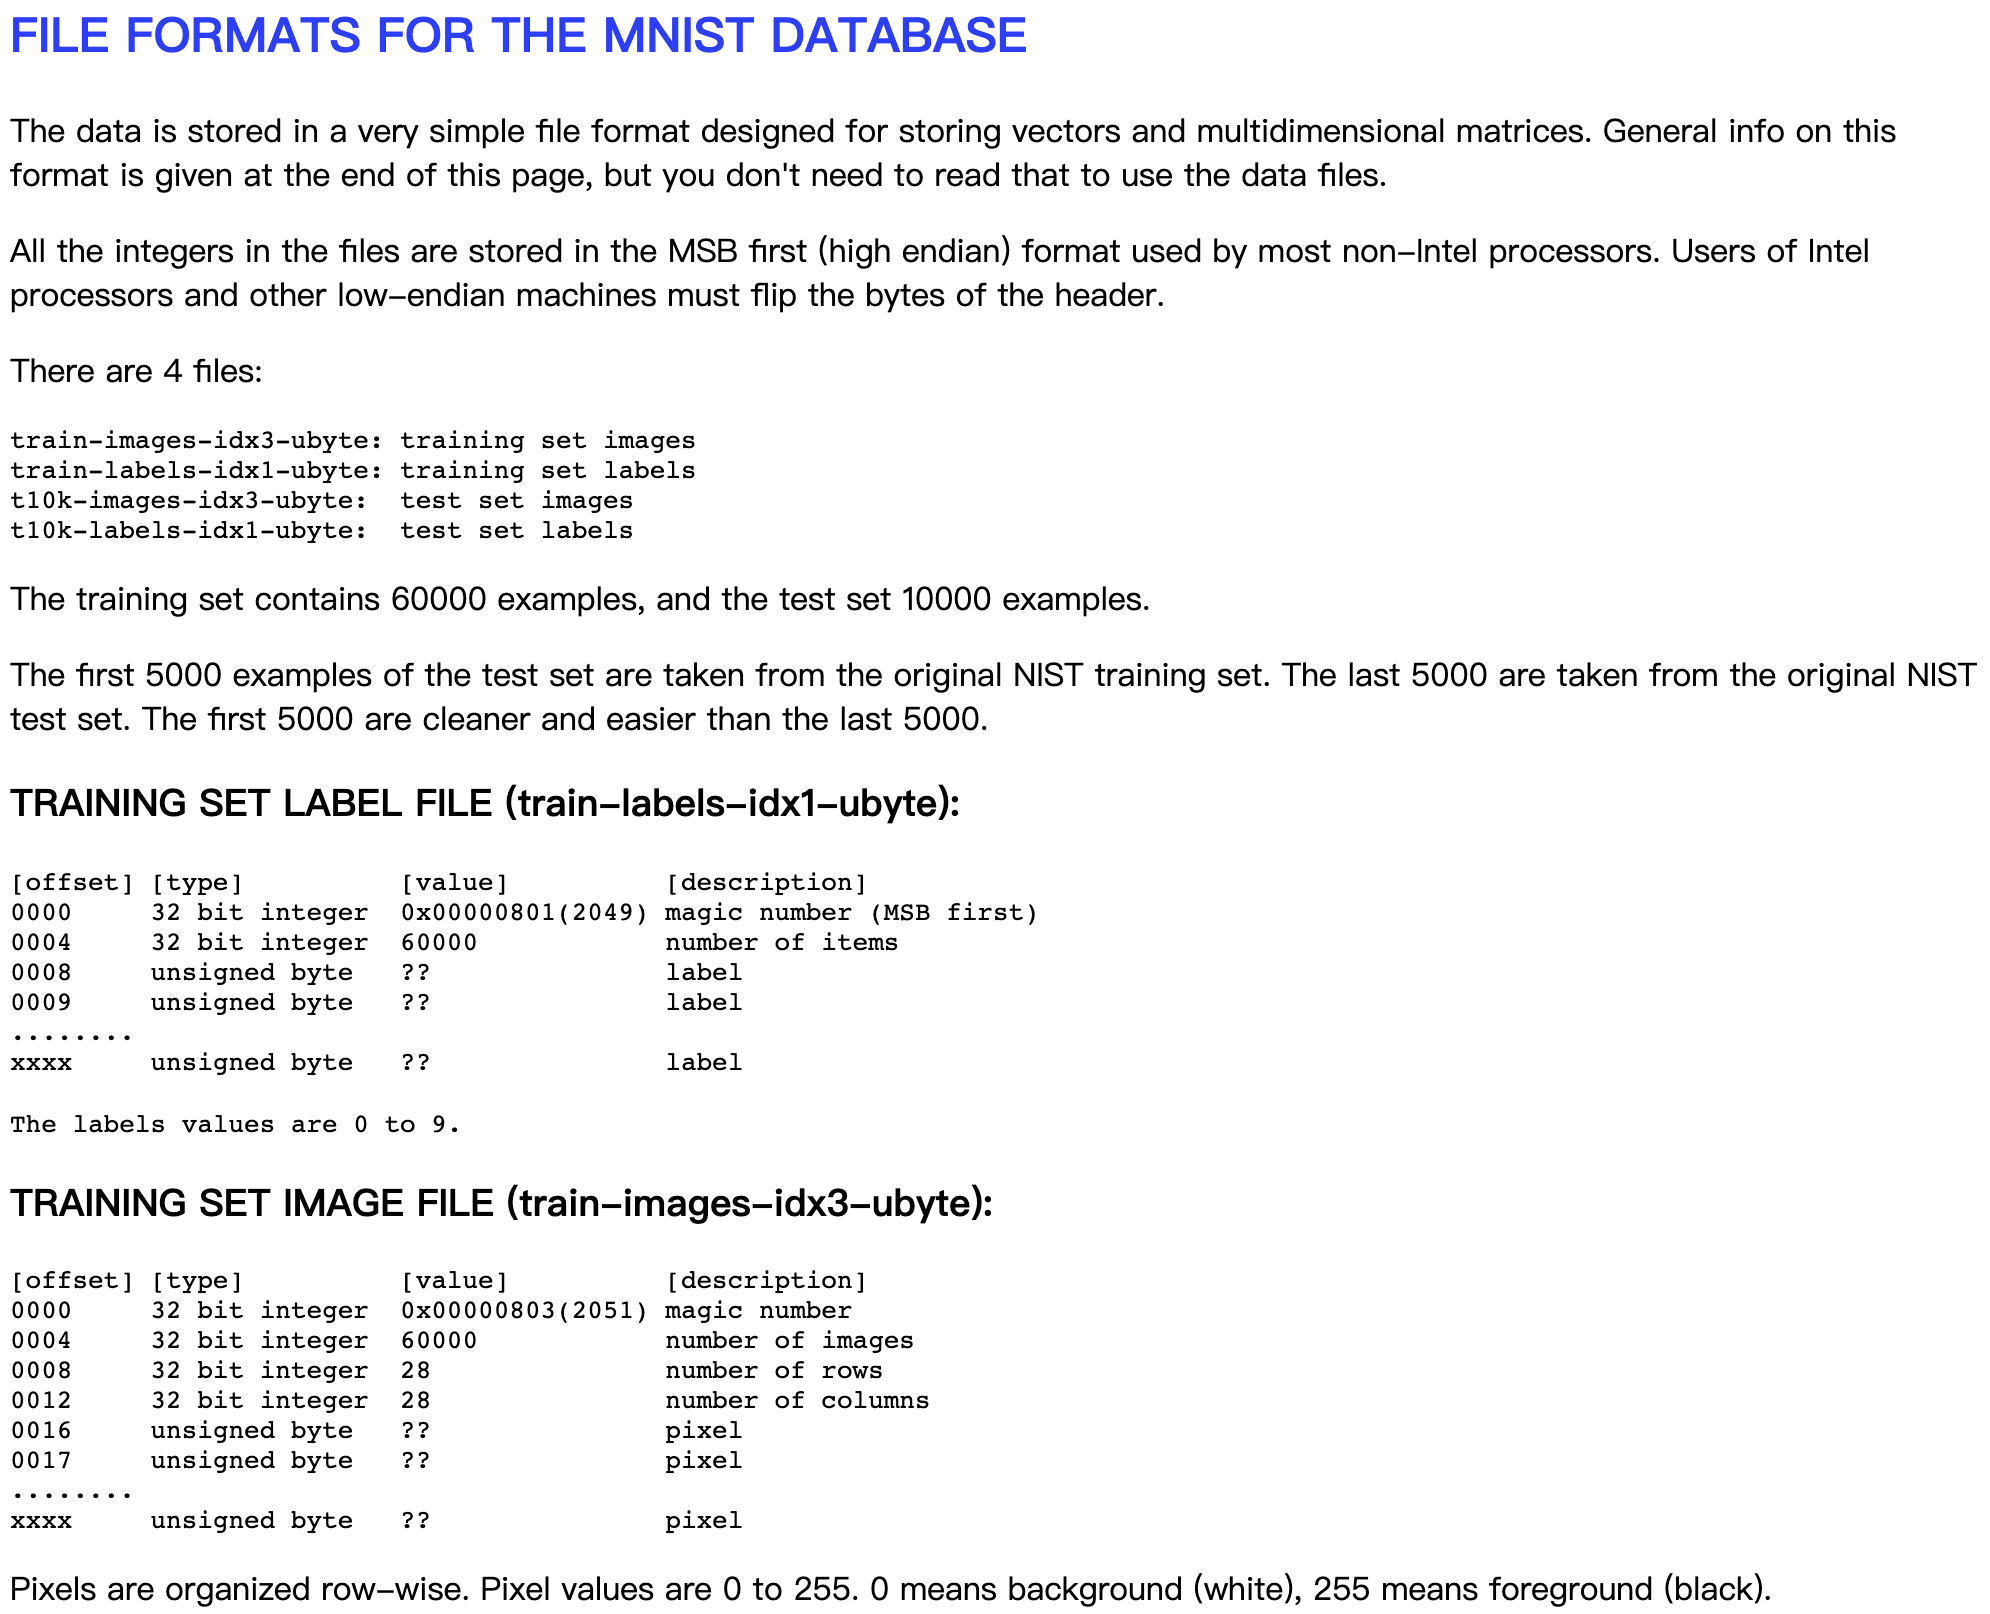 FILE FORMATS FOR THE MNIST DATABASE
The data is stored in a very simple file format designed for storing vectors and multidimensional matrices. General info on this
format is given at the end of this page, but you don't need to read that to use the data files.
All the integers in the files are stored in the MSB first (high endian) format used by most non-Intel processors. Users of Intel
processors and other low-endian machines must flip the bytes of the header.
There are 4 files:
train-images-idx3-ubyte: training set images
train-labels-idx1-ubyte: training set labels
t10k-images-idx3-ubyte:  test set images
t10k-labels-idx1-ubyte:  test set labels
The training set contains 60000 examples, and the test set 10000 examples.
The first 5000 examples of the test set are taken from the original NIST training set. The last 5000 are taken from the original NIST
test set. The first 5000 are cleaner and easier than the last 5000.
TRAINING SET LABEL FILE (train-labels-idx1-ubyte):
[offset] [type]          [value]          [description]
0000     32 bit integer  0x00000801(2049) magic number (MSB first)
0004     32 bit integer  60000            number of items
0008     unsigned byte   ??               label
0009     unsigned byte   ??               label
........
xxxx     unsigned byte   ??               label
The labels values are 0 to 9.
TRAINING SET IMAGE FILE (train-images-idx3-ubyte):
[offset] [type]          [value]          [description]
0000     32 bit integer  0x00000803(2051) magic number
0004     32 bit integer  60000            number of images
0008     32 bit integer  28               number of rows
0012     32 bit integer  28               number of columns
0016     unsigned byte   ??               pixel
0017     unsigned byte   ??               pixel
........
xxxx     unsigned byte   ??               pixel
Pixels are organized row-wise. Pixel values are 0 to 255. 0 means background (white), 255 means foreground (black).